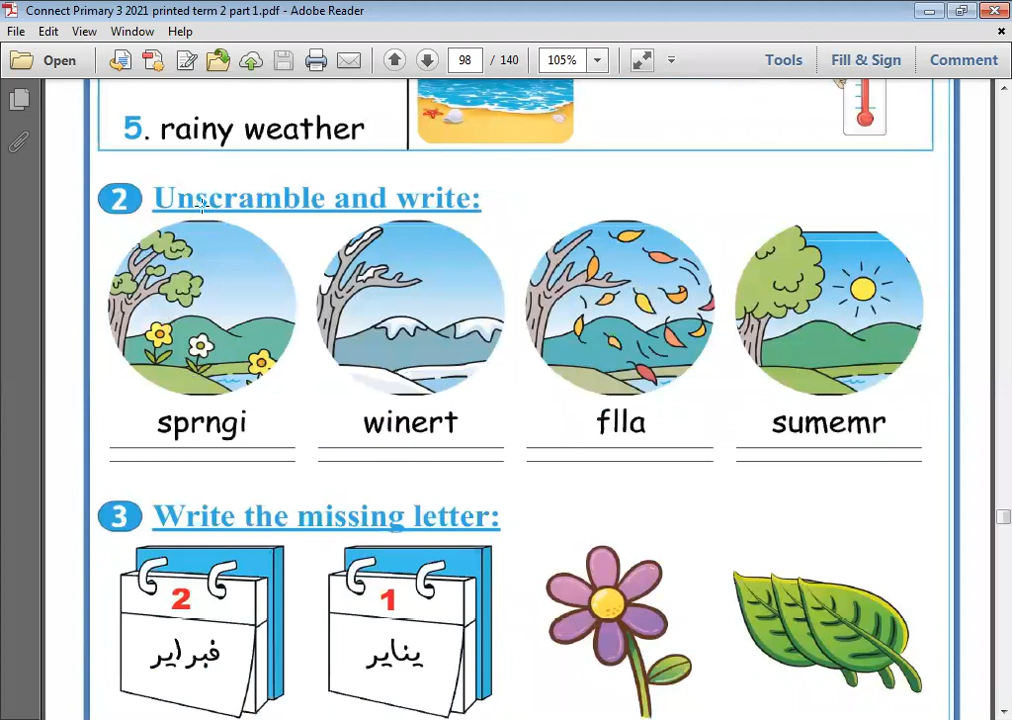 Connect Primary 3 2021 printed term 2 part 1.pdf - Adobe Reader
File Edit View Window Help
Open 98 / 140 105% Tools Fill & Sign Comment
5. rainy weather
2 Unscramble and write:
sprngi winert flla sumemr
3 Write the missing letter:
2 1
فبراير يناير